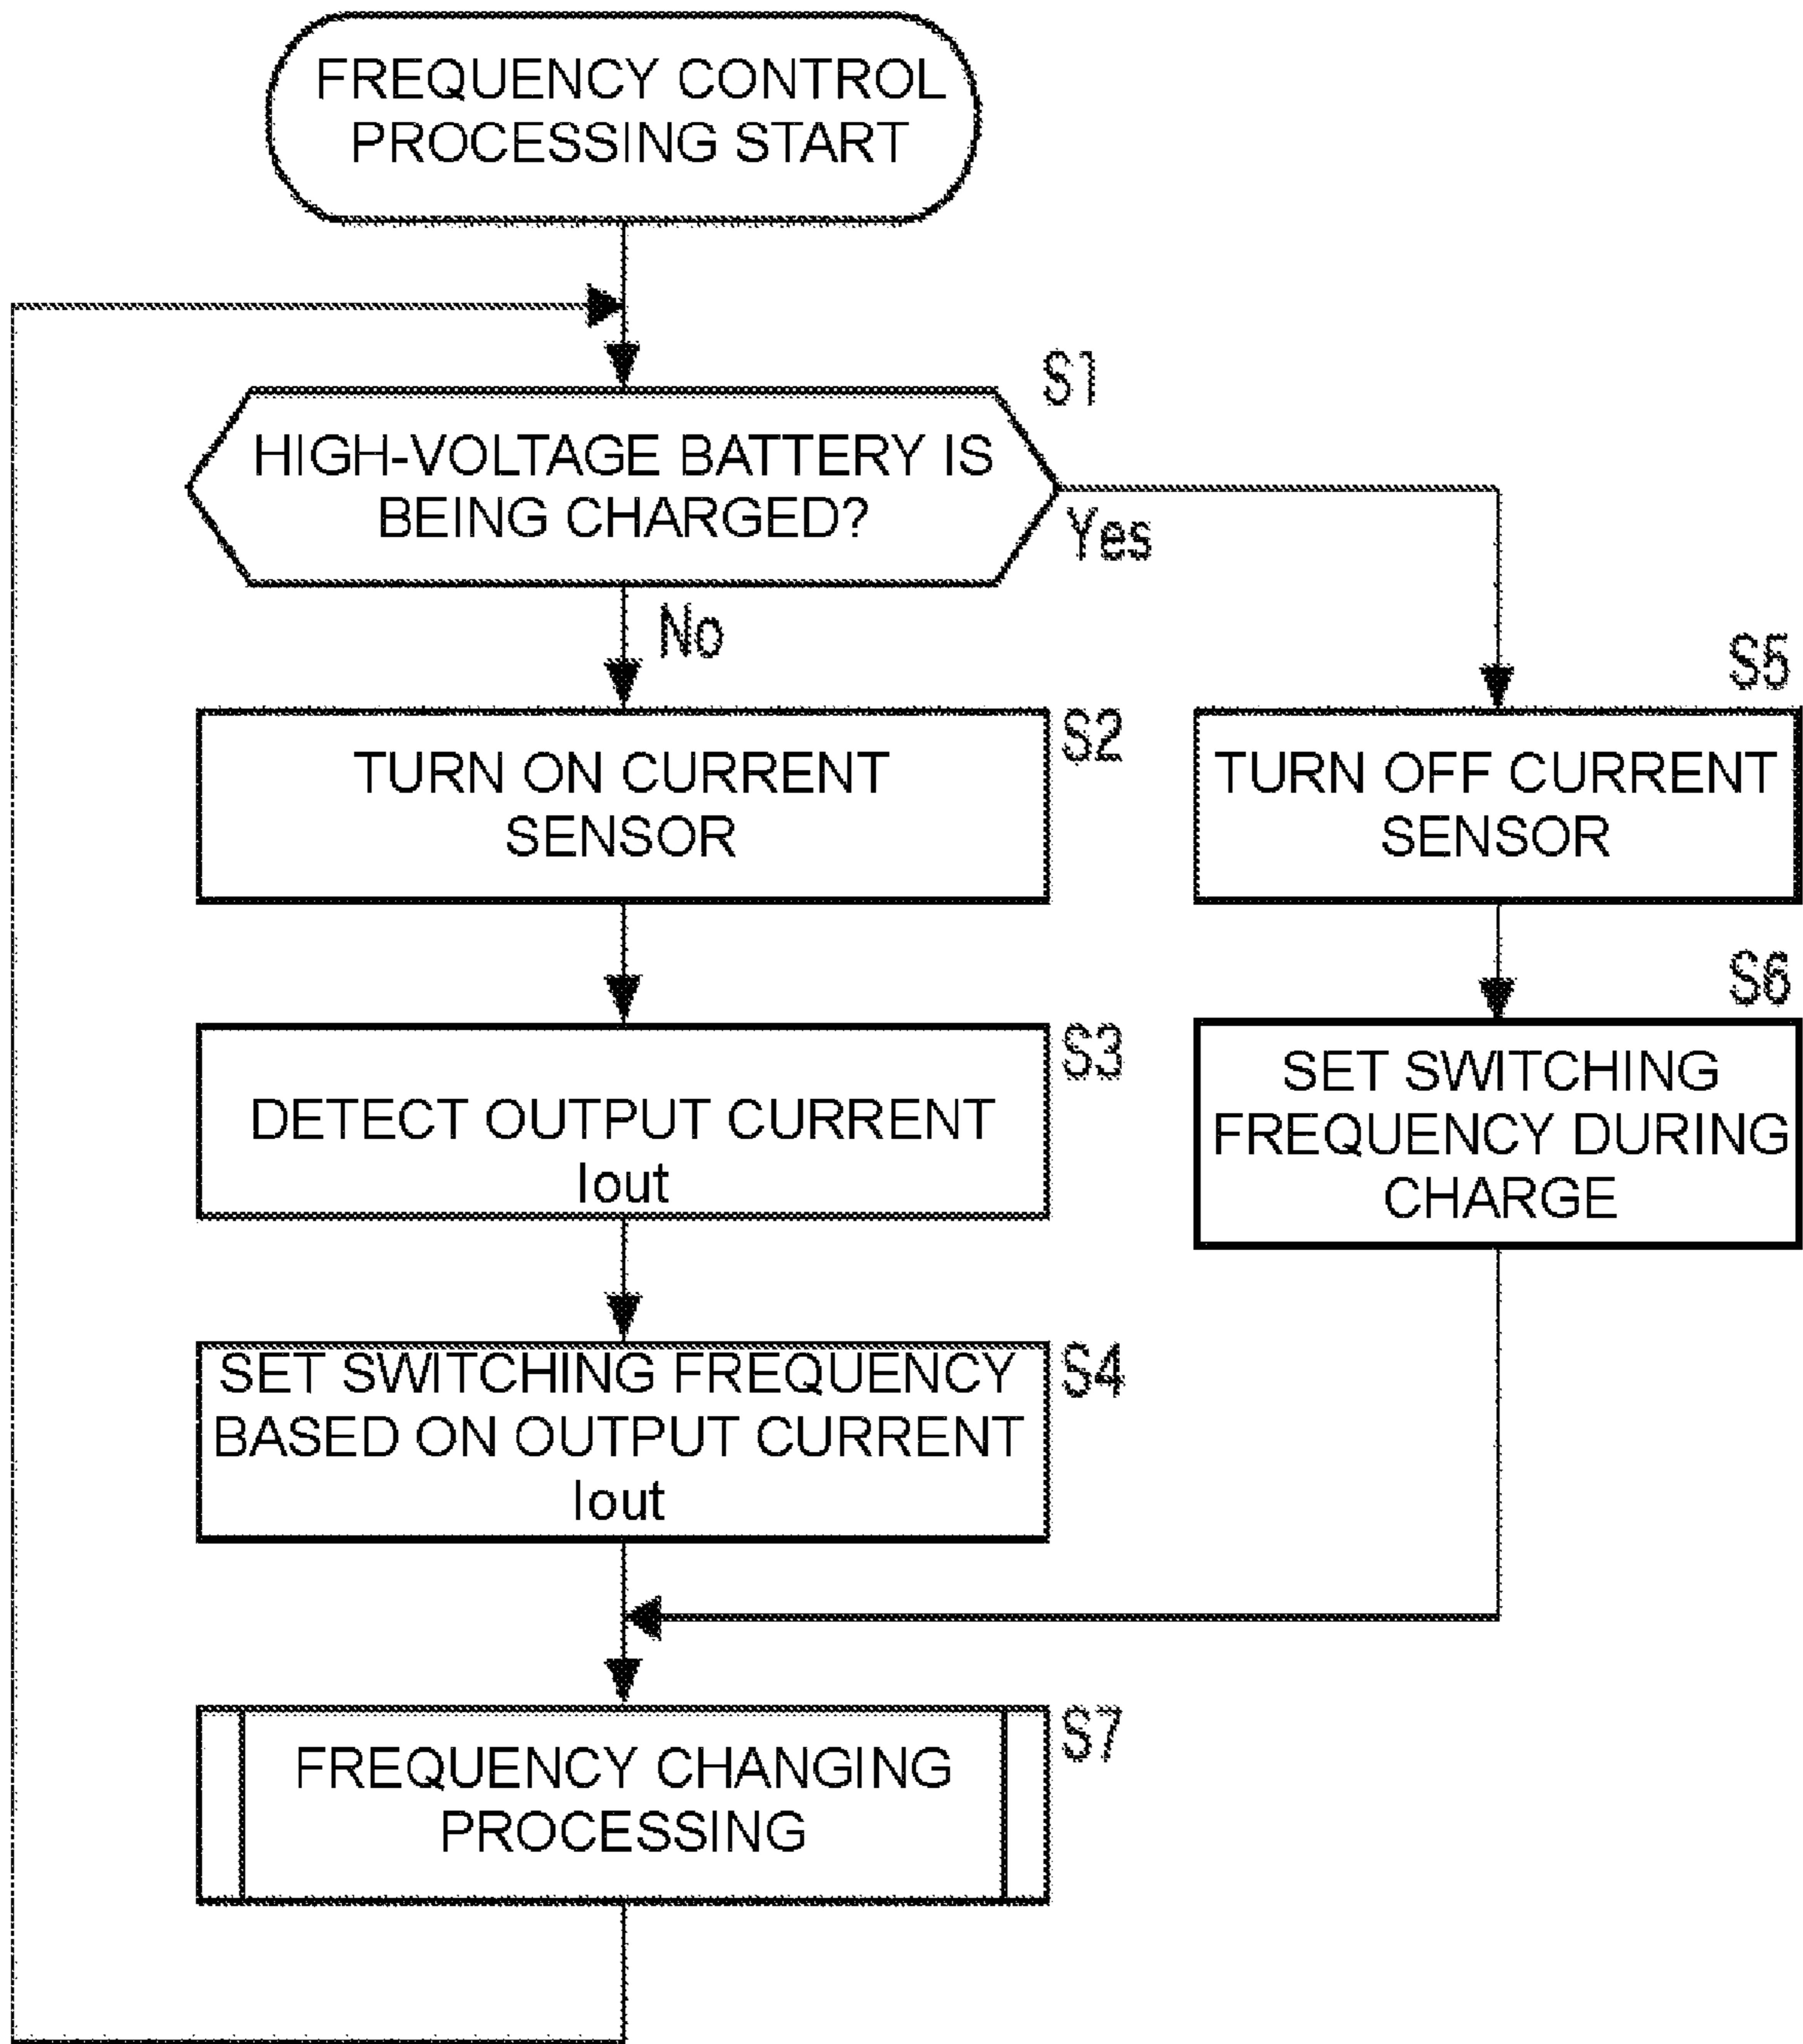 FREQUENCY CONTROL
PROCESSING START
S1
HIGH-VOLTAGE BATTERY IS
BEING CHARGED?
Yes
No
S2
TURN ON CURRENT
SENSOR
S5
TURN OFF CURRENT
SENSOR
S3
DETECT OUTPUT CURRENT
Iout
S6
SET SWITCHING
FREQUENCY DURING
CHARGE
S4
SET SWITCHING FREQUENCY
BASED ON OUTPUT CURRENT
Iout
S7
FREQUENCY CHANGING
PROCESSING